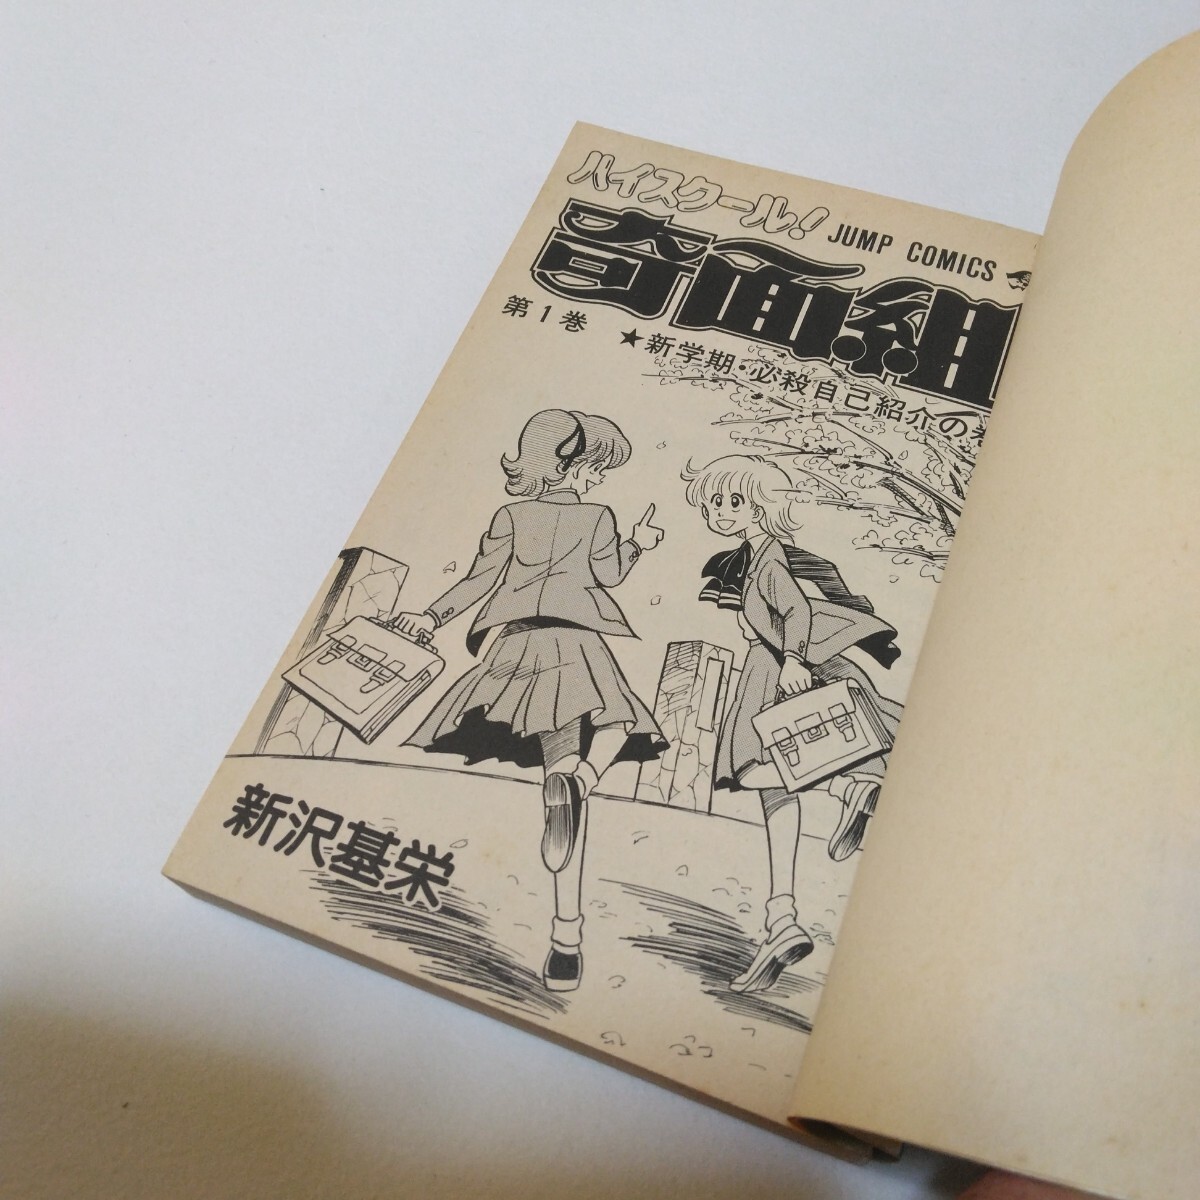 ハイスクール!
JUMP COMICS
奇面組
第1巻
★新学期・必殺自己紹介の
新沢基栄